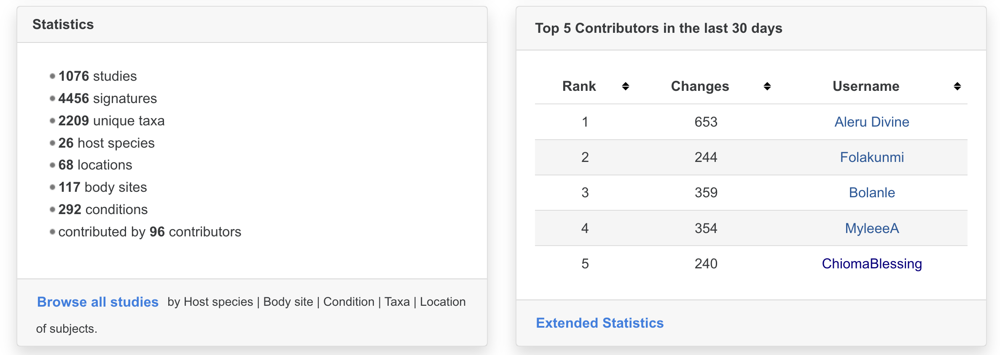 Statistics
1076 studies
4456 signatures
2209 unique taxa
26 host species
68 locations
117 body sites
292 conditions
contributed by 96 contributors
Browse all studies by Host species | Body site | Condition | Taxa | Location
of subjects.
Top 5 Contributors in the last 30 days
Rank Changes Username
1 653 Aleru Divine
2 244 Folakunmi
3 359 Bolanle
4 354 MyleeeA
5 240 ChiomaBlessing
Extended Statistics